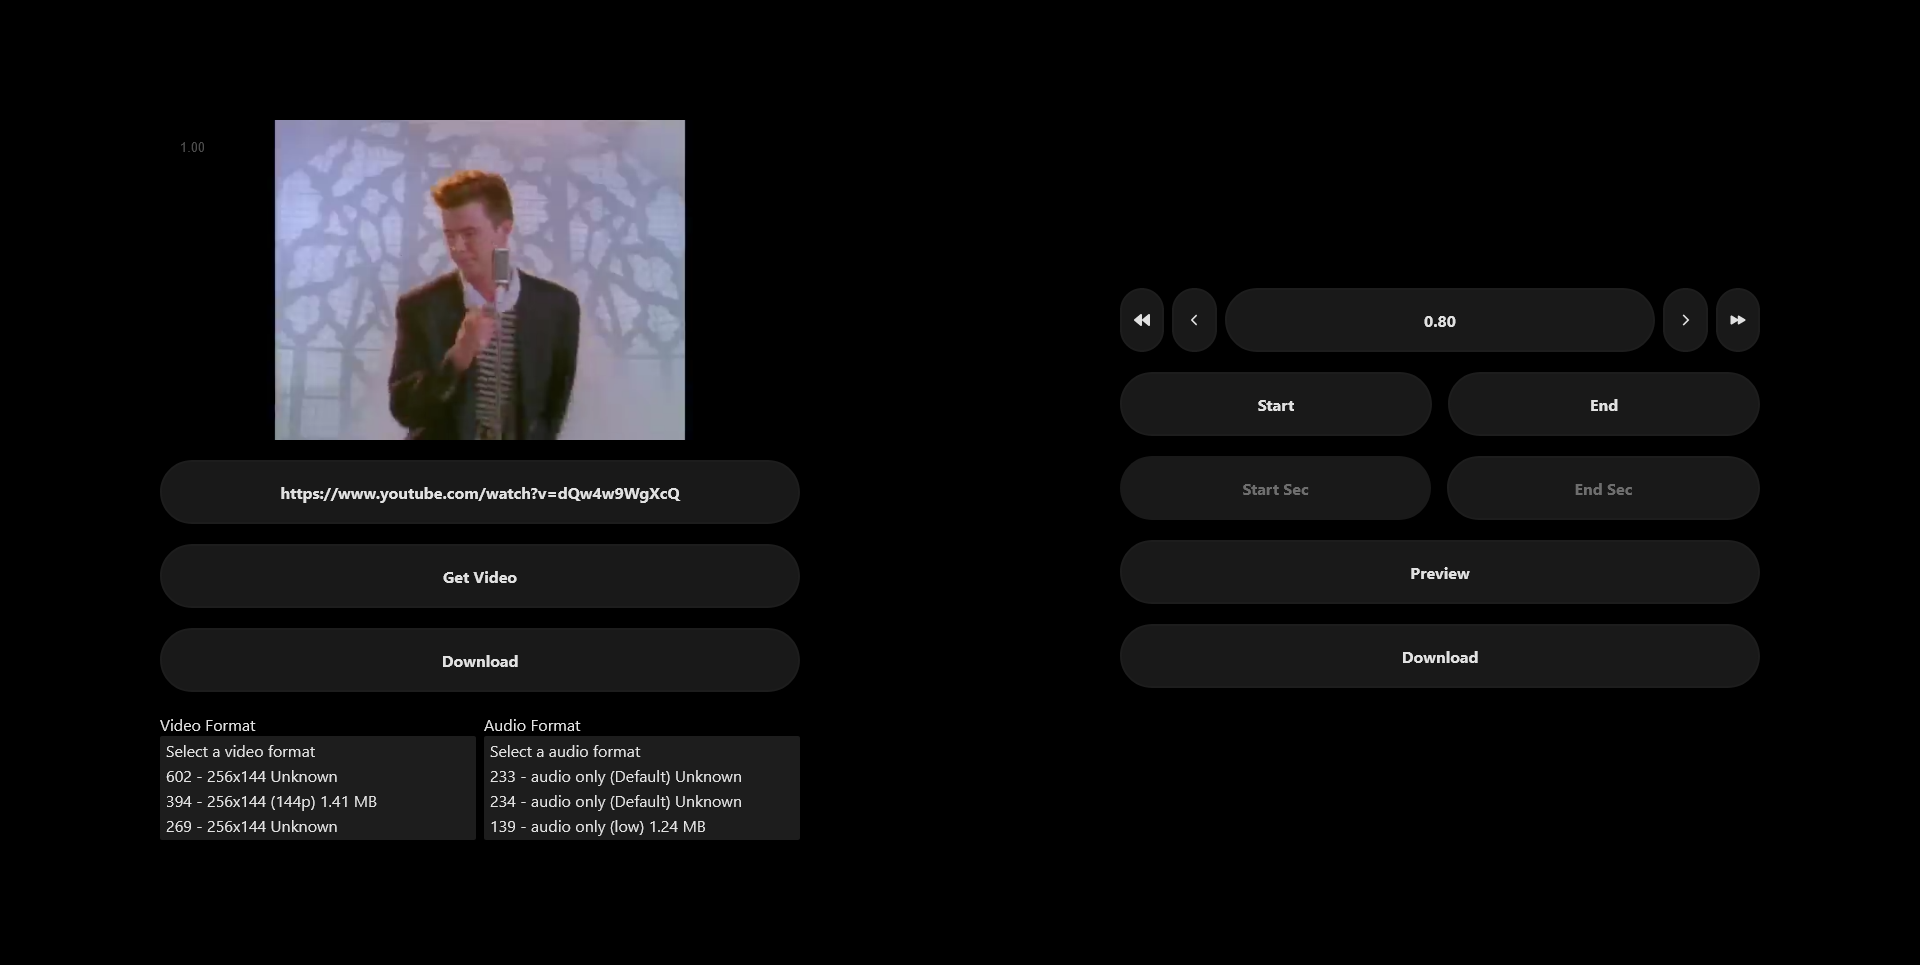 1.00
https://www.youtube.com/watch?v=dQw4w9WgXcQ
Get Video
Download
Video Format
Select a video format
602 - 256x144 Unknown
394 - 256x144 (144p) 1.41 MB
269 - 256x144 Unknown
Audio Format
Select a audio format
233 - audio only (Default) Unknown
234 - audio only (Default) Unknown
139 - audio only (low) 1.24 MB
0.80
Start
End
Start Sec
End Sec
Preview
Download